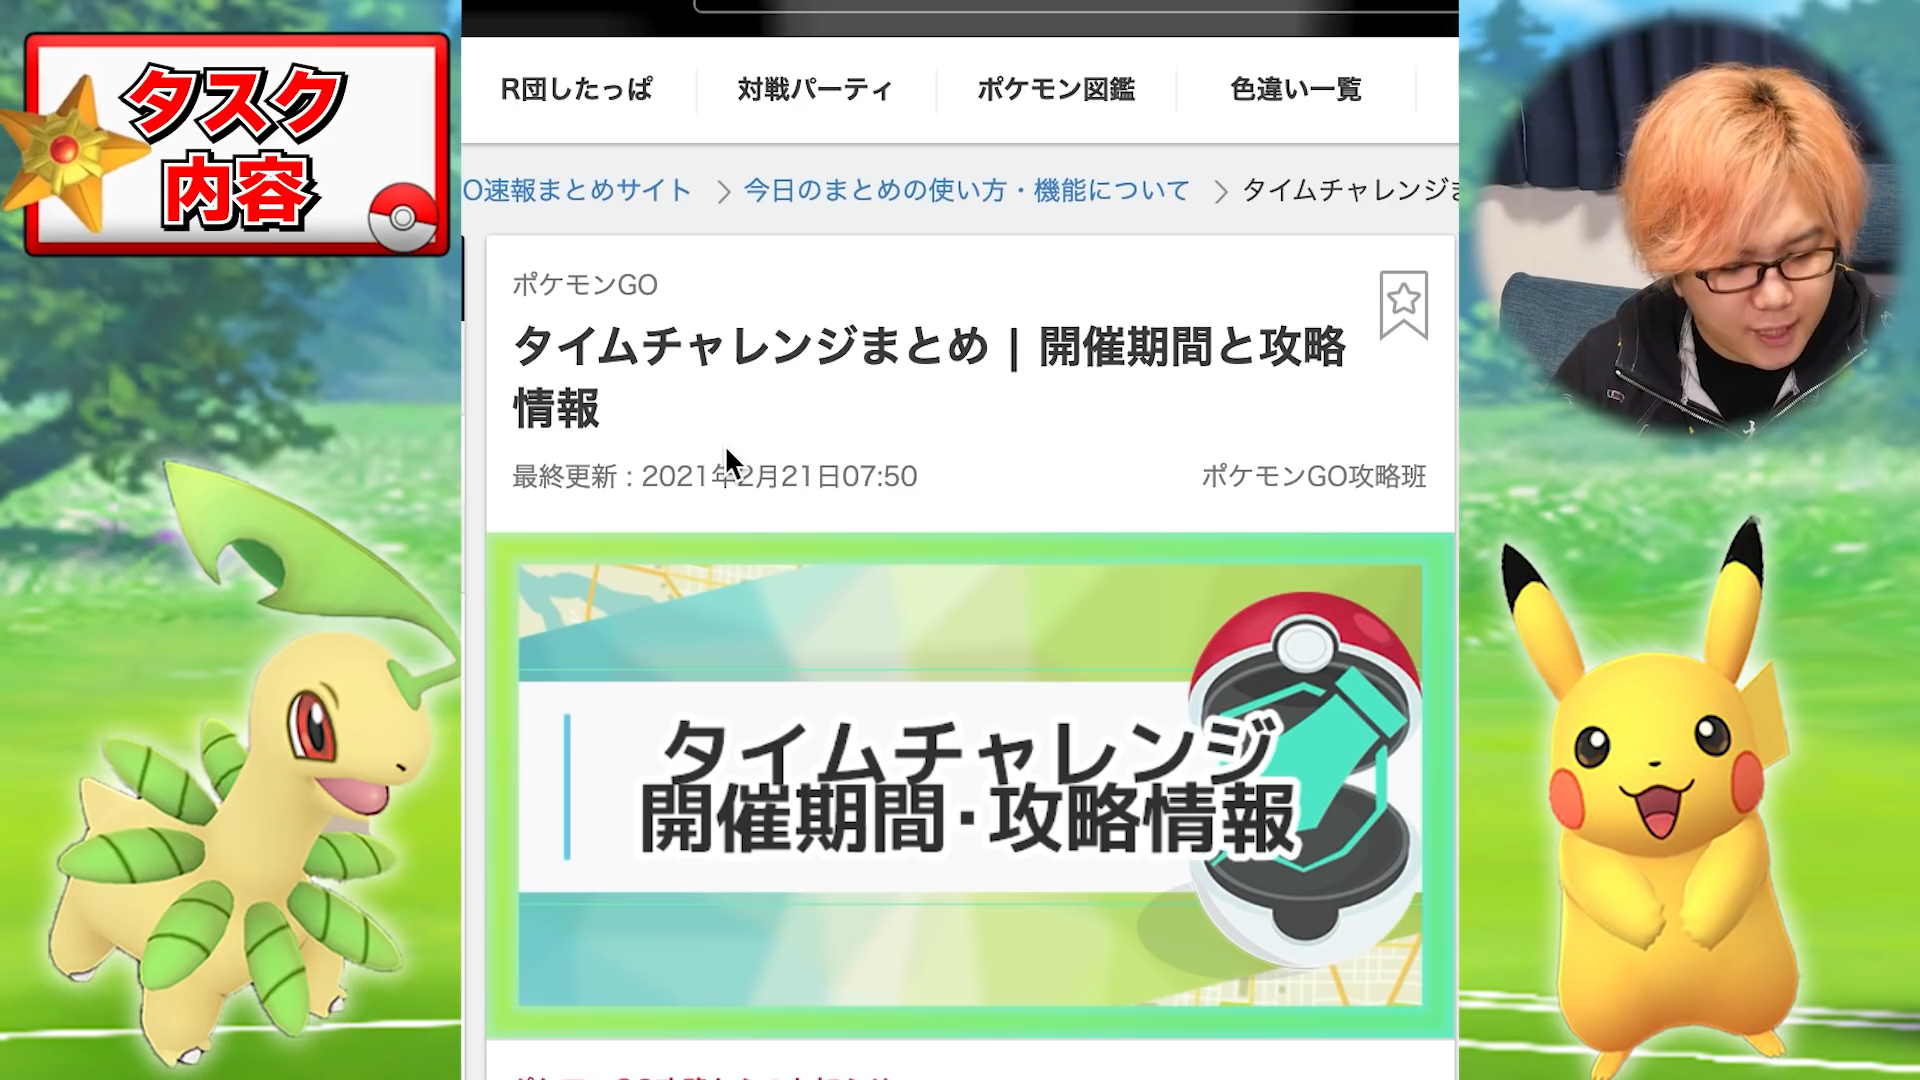 タスク
内容
R団したっぱ
対戦パーティ
ポケモン図鑑
色違い一覧
O速報まとめサイト
今日のまとめの使い方・機能について
タイムチャレンジま
ポケモンGO
タイムチャレンジまとめ | 開催期間と攻略
情報
最終更新 : 2021年2月21日07:50
ポケモンGO攻略班
タイムチャレンジ
開催期間・攻略情報